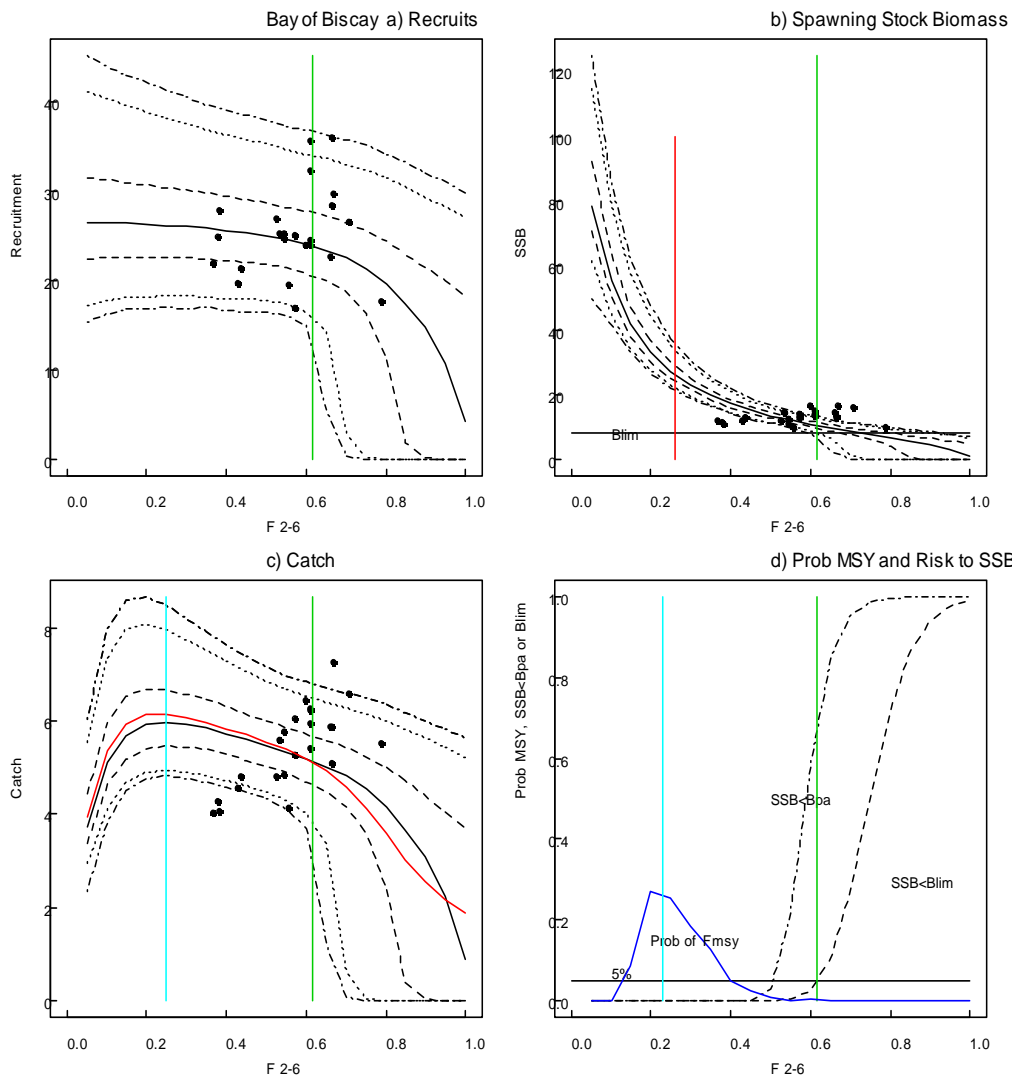 Bay of Biscay a) Recruits
Recruitment
40
30
20
10
0
0.0 0.2 0.4 0.6 0.8 1.0
F 2-6
b) Spawning Stock Biomass
SSB
120
100
80
60
40
20
0
Blim
0.0 0.2 0.4 0.6 0.8 1.0
F 2-6
c) Catch
Catch
8
6
4
2
0
0.0 0.2 0.4 0.6 0.8 1.0
F 2-6
d) Prob MSY and Risk to SSB
Prob MSY, SSB<Bpa or Blim
1.0
0.8
0.6
0.4
0.2
0.0
SSB<Bpa
SSB<Blim
Prob of Fmsy
5%
0.0 0.2 0.4 0.6 0.8 1.0
F 2-6